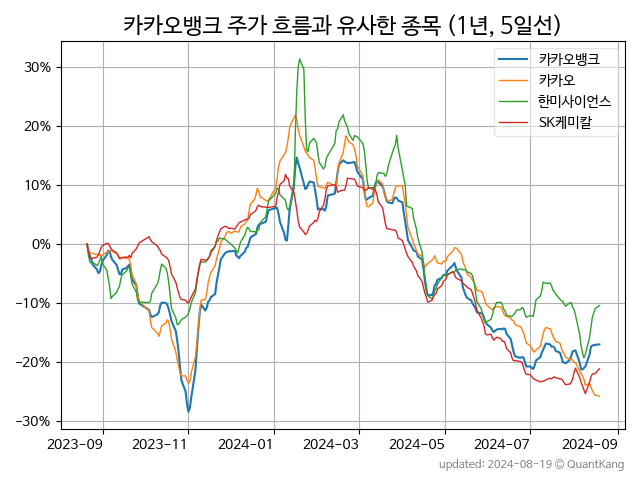 카카오뱅크 주가 흐름과 유사한 종목 (1년, 5일선)
카카오뱅크
카카오
한미사이언스
SK케미칼
30%
20%
10%
0%
−10%
−20%
−30%
2023-09
2023-11
2024-01
2024-03
2024-05
2024-07
2024-09
updated: 2024-08-19 © QuantKang